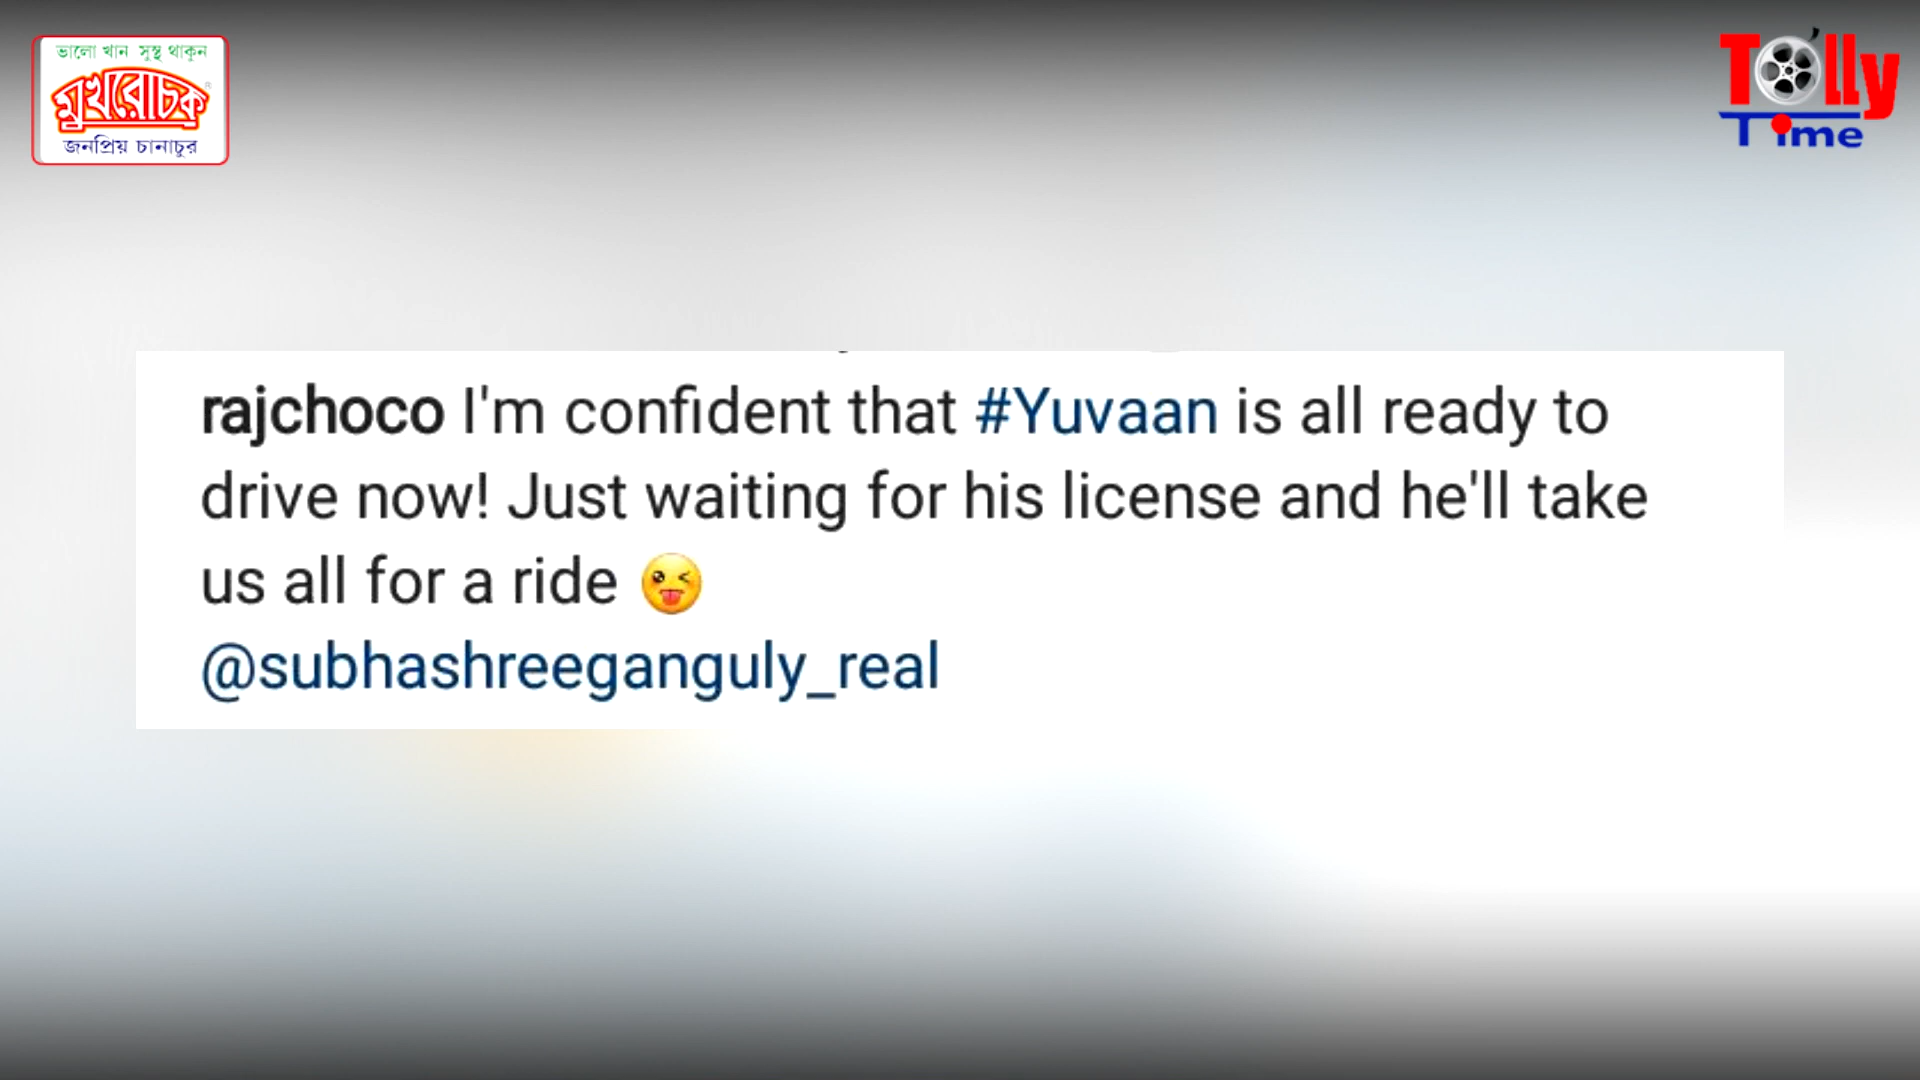 ভালো খান সুস্থ থাকুন
মুখরোচক
জনপ্রিয় চানাচুর
Tolly
Time
rajchoco I'm confident that #Yuvaan is all ready to
drive now! Just waiting for his license and he'll take
us all for a ride 😜
@subhashreeganguly_real